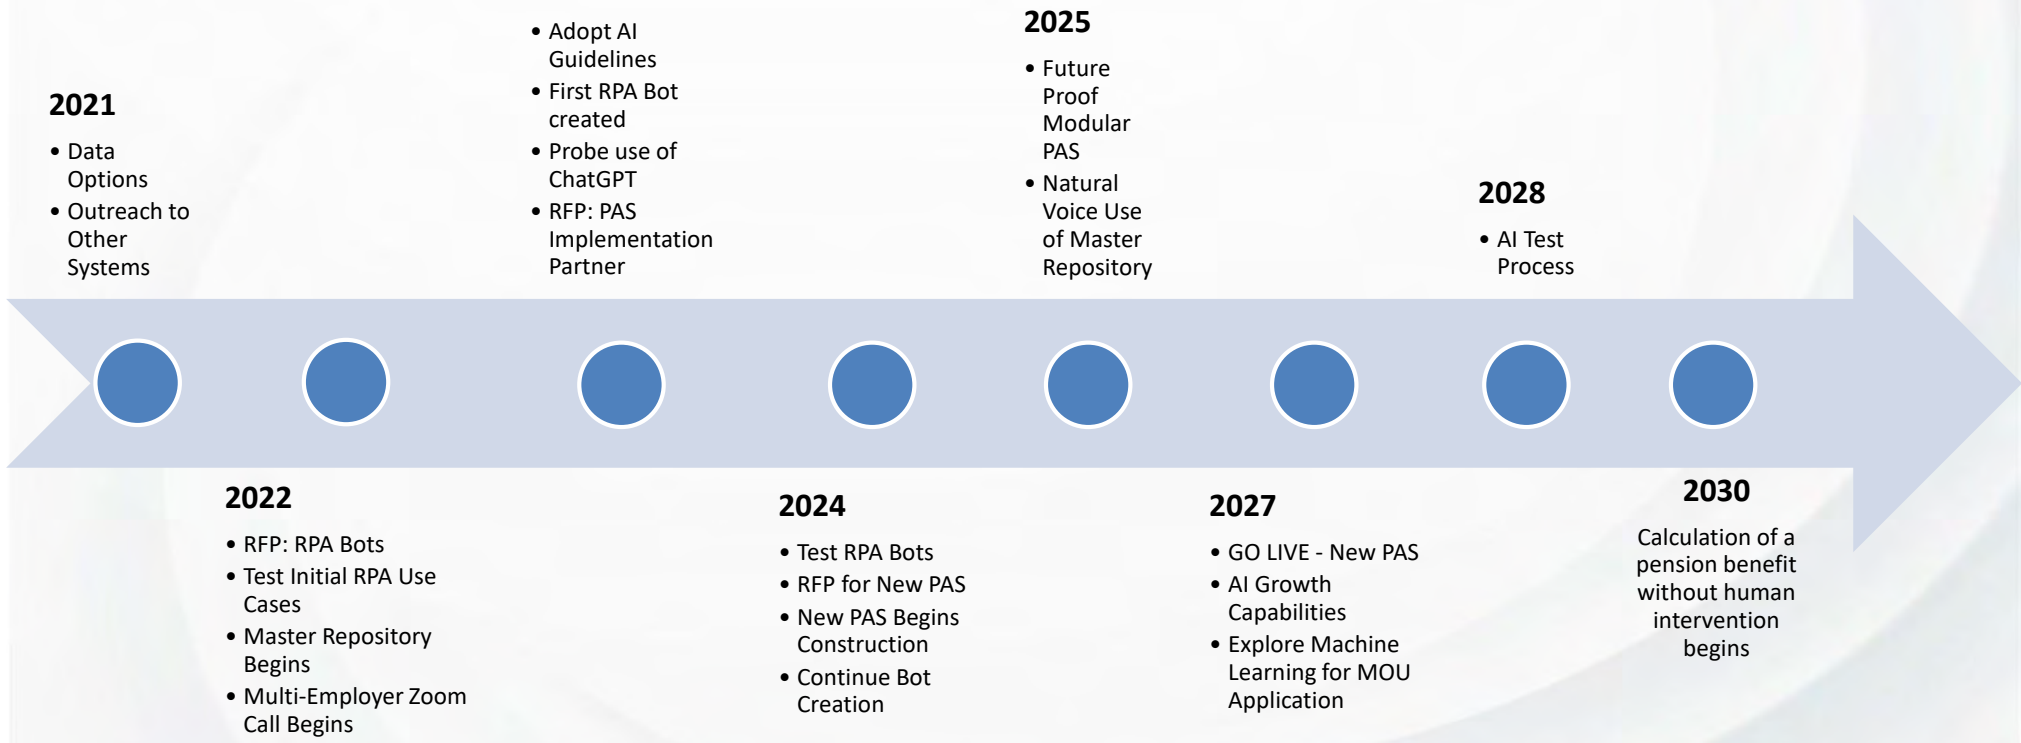 2021
• Data
Options
• Outreach to
Other
Systems
2022
• RFP: RPA Bots
• Test Initial RPA Use
Cases
• Master Repository
Begins
• Multi-Employer Zoom
Call Begins
• Adopt AI
Guidelines
• First RPA Bot
created
• Probe use of
ChatGPT
• RFP: PAS
Implementation
Partner
2024
• Test RPA Bots
• RFP for New PAS
• New PAS Begins
Construction
• Continue Bot
Creation
2025
• Future
Proof
Modular
PAS
• Natural
Voice Use
of Master
Repository
2027
• GO LIVE - New PAS
• AI Growth
Capabilities
• Explore Machine
Learning for MOU
Application
2028
• AI Test
Process
2030
Calculation of a
pension benefit
without human
intervention
begins